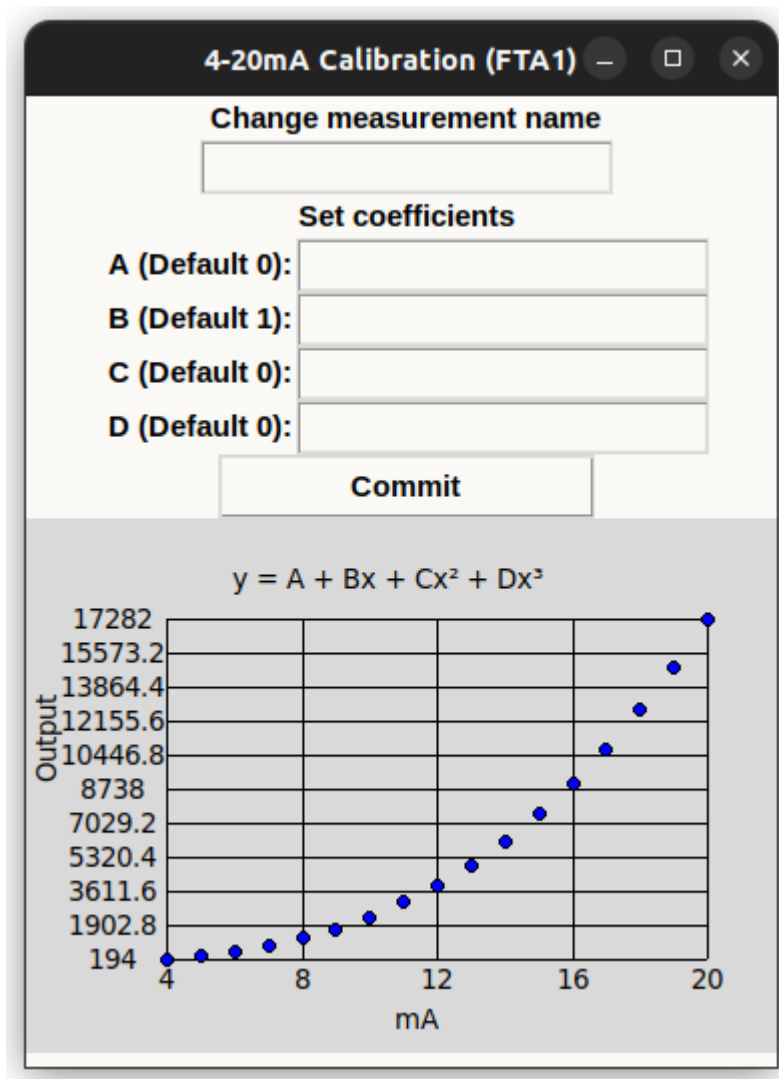 4-20mA Calibration (FTA1)
Change measurement name
Set coefficients
A (Default 0):
B (Default 1):
C (Default 0):
D (Default 0):
Commit
y = A + Bx + Cx² + Dx³
Output
17282
15573.2
13864.4
12155.6
10446.8
8738
7029.2
5320.4
3611.6
1902.8
194
4 8 12 16 20
mA